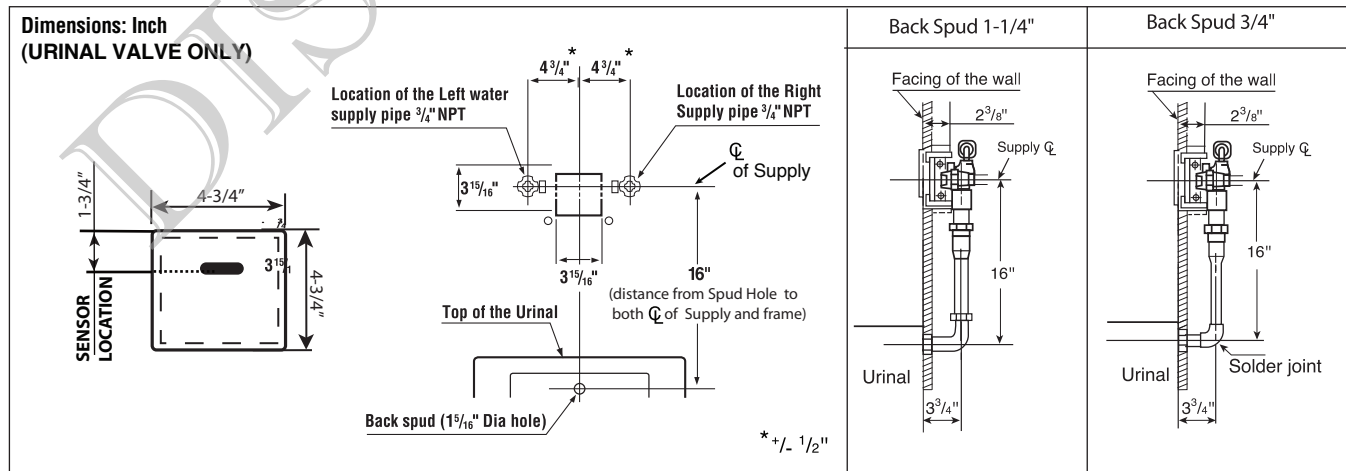 Dimensions: Inch
(URINAL VALVE ONLY)
DIS
1-3/4"
4-3/4"
3 15/1
4-3/4"
SENSOR
LOCATION
*
*
4 3/4"
4 3/4"
Location of the Left water
supply pipe 3/4" NPT
Location of the Right
Supply pipe 3/4" NPT
℄
of Supply
3 15/16"
3 15/16"
16"
(distance from Spud Hole to
both ℄ of Supply and frame)
Top of the Urinal
Back spud (1 5/16" Dia hole)
* +/- 1/2"
Back Spud 1-1/4"
Facing of the wall
2 3/8"
Supply ℄
16"
Urinal
3 3/4"
Back Spud 3/4"
Facing of the wall
2 3/8"
Supply ℄
16"
Urinal
Solder joint
3 3/4"